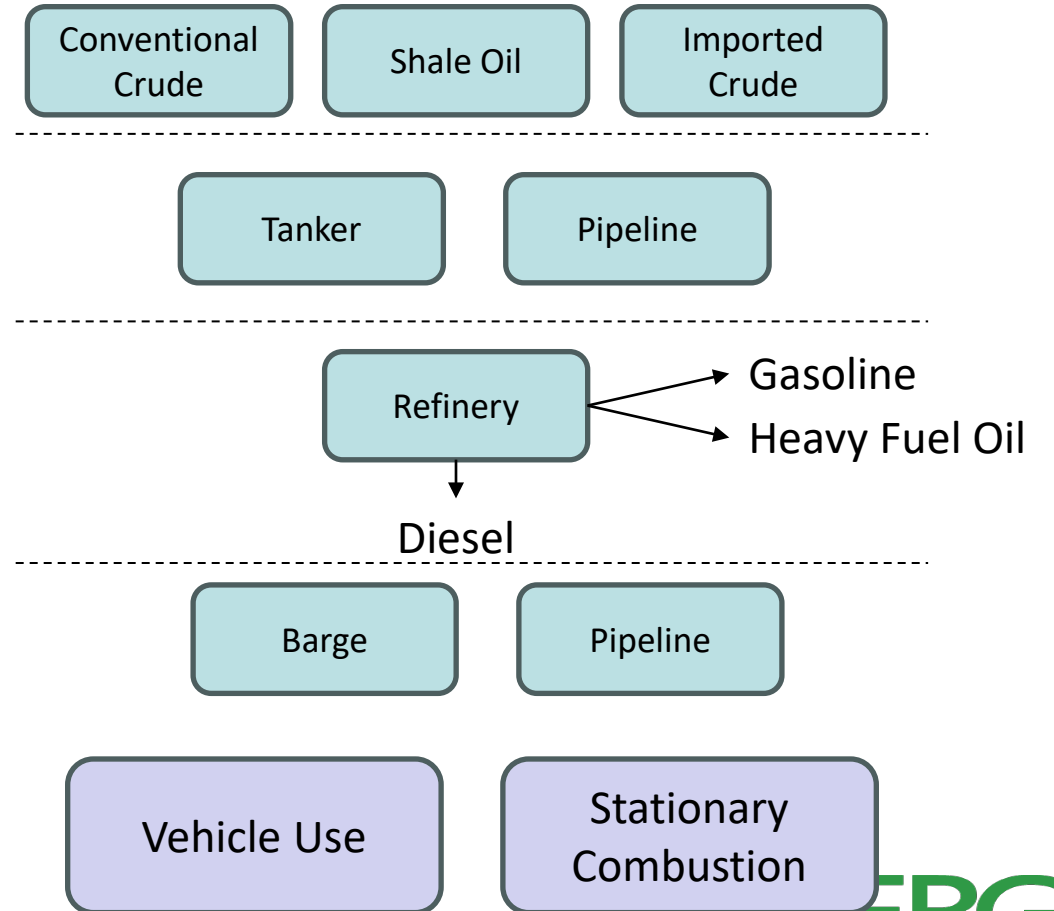 Conventional
Crude
Shale Oil
Imported
Crude
Tanker
Pipeline
Refinery
Gasoline
Heavy Fuel Oil
Diesel
Barge
Pipeline
Vehicle Use
Stationary
Combustion